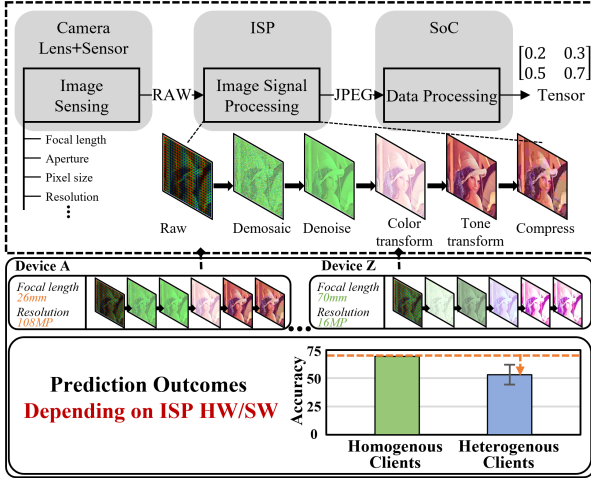 Camera
Lens+Sensor
ISP
SoC
Image
Sensing
RAW
Image Signal
Processing
JPEG
Data Processing
[0.2 0.3
0.5 0.7]
Tensor
Focal length
Aperture
Pixel size
Resolution
Raw
Demosaic
Denoise
Color
transform
Tone
transform
Compress
Device A
Focal length
26mm
Resolution
108MP
Device Z
Focal length
70mm
Resolution
16MP
Prediction Outcomes
Depending on ISP HW/SW
Accuracy
75
50
25
0
Homogenous
Clients
Heterogenous
Clients